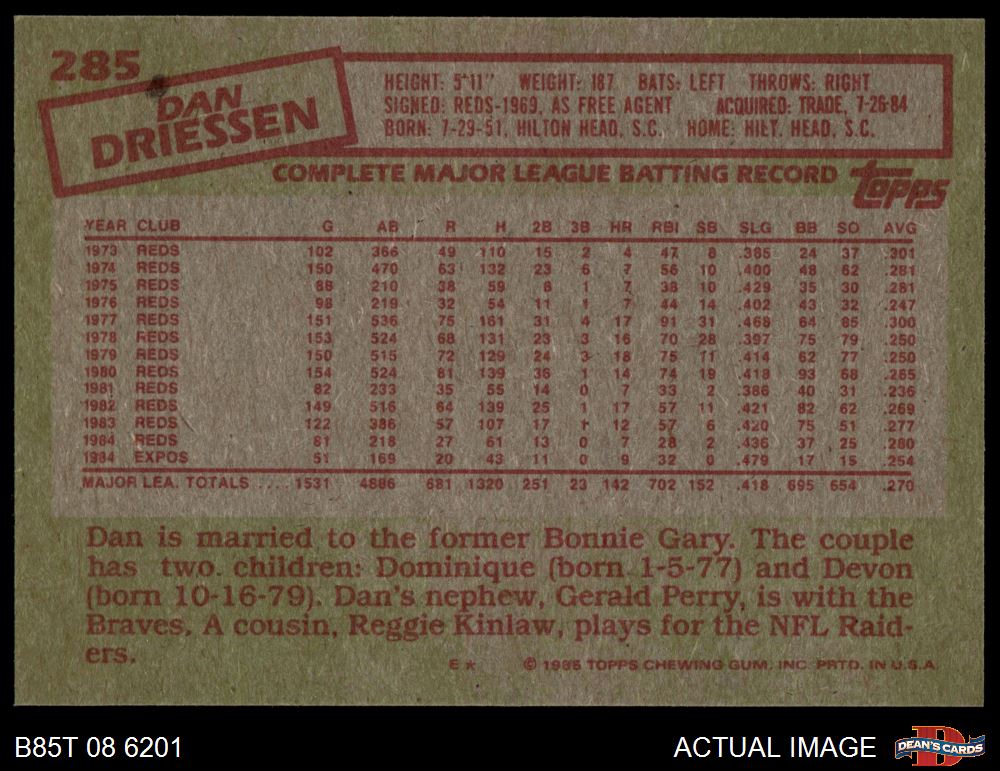 285
DAN
DRIESSEN
HEIGHT: 5'11" WEIGHT: 187 BATS: LEFT THROWS: RIGHT
SIGNED: REDS-1969, AS FREE AGENT ACQUIRED: TRADE, 7-26-84
BORN: 7-29-51, HILTON HEAD, S.C. HOME: HILT. HEAD, S.C.
COMPLETE MAJOR LEAGUE BATTING RECORD
topps
YEAR CLUB G AB R H 2B 3B HR RBI SB SLG BB SO AVG
1973 REDS 102 366 49 110 15 2 4 47 8 .385 24 37 .301
1974 REDS 150 470 63 132 23 6 7 56 10 .400 48 62 .281
1975 REDS 88 210 38 59 8 1 7 38 10 .429 35 30 .281
1976 REDS 98 219 32 54 11 1 7 44 14 .402 43 32 .247
1977 REDS 151 536 75 161 31 4 17 91 31 .468 64 85 .300
1978 REDS 153 524 68 131 23 3 16 70 28 .397 75 79 .250
1979 REDS 150 515 72 129 24 3 18 75 11 .414 62 77 .250
1980 REDS 154 524 81 139 36 1 14 74 19 .418 93 68 .265
1981 REDS 82 233 35 55 14 0 7 33 2 .386 40 31 .236
1982 REDS 149 516 64 139 25 1 17 57 11 .421 82 62 .269
1983 REDS 122 386 57 107 17 1 12 57 6 .420 75 51 .277
1984 REDS 81 218 27 61 13 0 7 28 2 .436 37 25 .280
1984 EXPOS 51 169 20 43 11 0 9 32 0 .479 17 15 .254
MAJOR LEA. TOTALS .... 1531 4886 681 1320 251 23 142 702 152 .418 695 654 .270
Dan is married to the former Bonnie Gary. The couple
has two children: Dominique (born 1-5-77) and Devon
(born 10-16-79). Dan's nephew, Gerald Perry, is with the
Braves. A cousin, Reggie Kinlaw, plays for the NFL Raid-
ers.
E * © 1985 TOPPS CHEWING GUM, INC. PRTD. IN U.S.A.
B85T 08 6201
ACTUAL IMAGE
DEAN'S CARDS